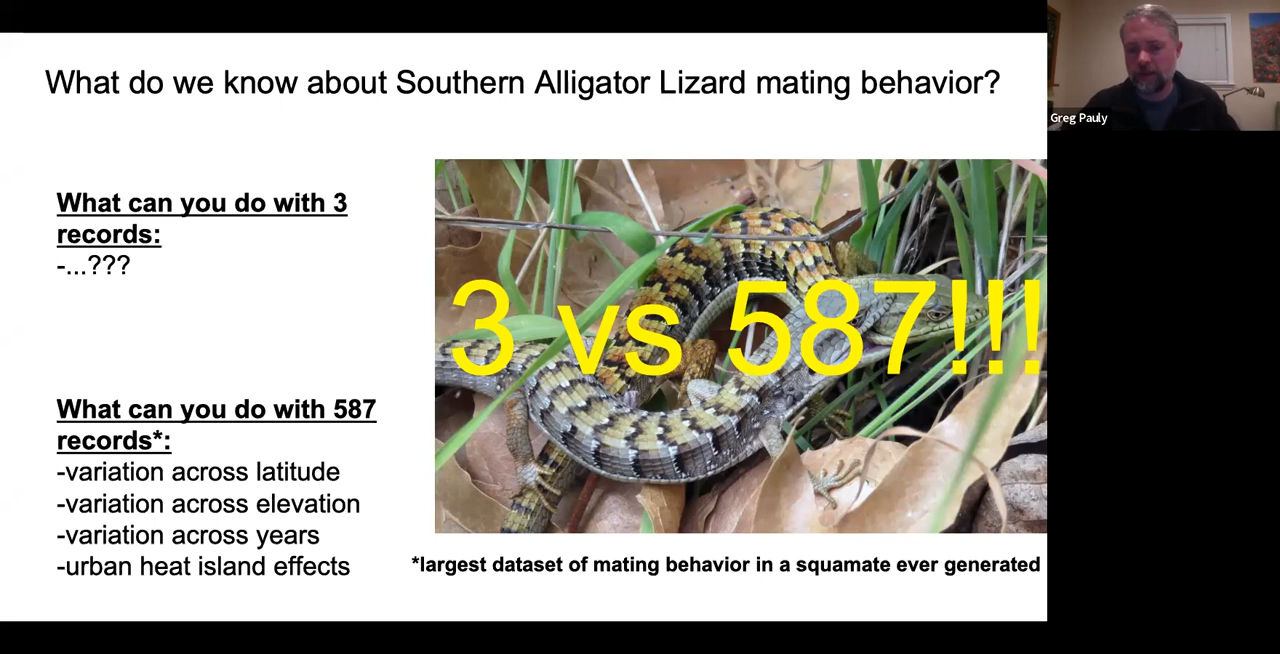 What do we know about Southern Alligator Lizard mating behavior?
Greg Pauly
What can you do with 3
records:
-...???
3 vs 587!!!
What can you do with 587
records*:
-variation across latitude
-variation across elevation
-variation across years
-urban heat island effects
*largest dataset of mating behavior in a squamate ever generated